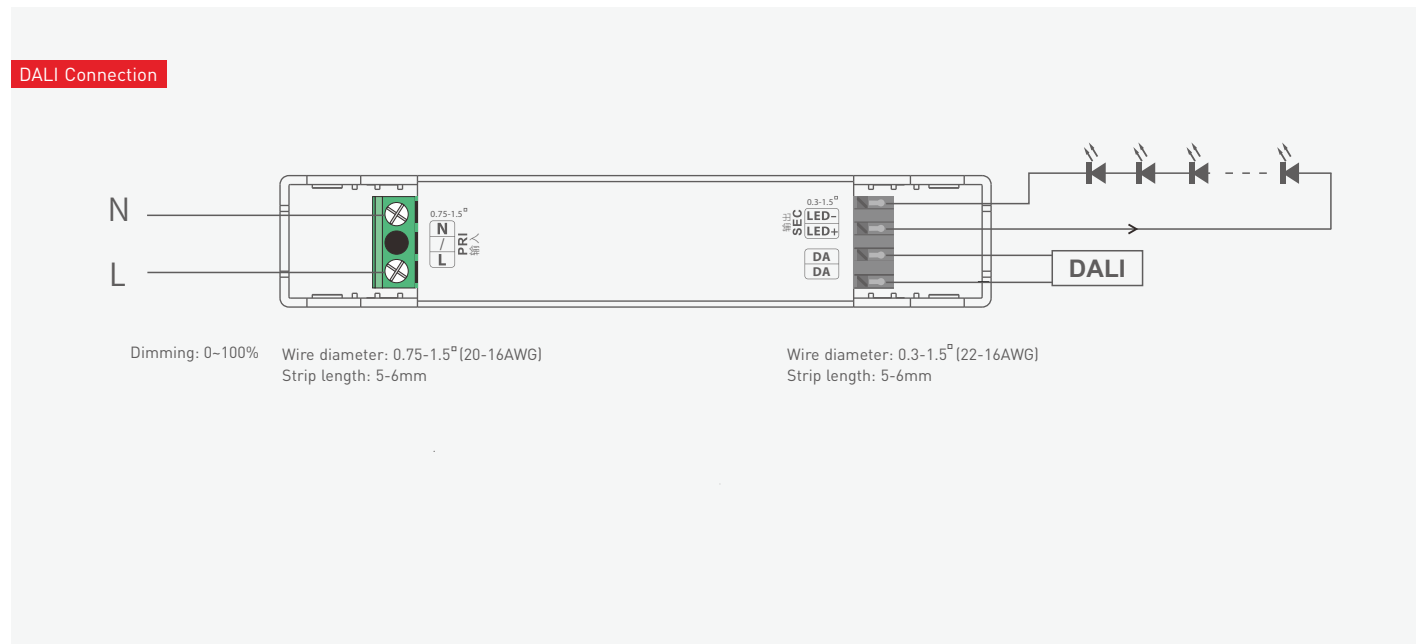 DALI Connection
N
L
0.75-1.5□
N
/
L
PRI
输入
0.3-1.5□
输出
SEC
LED-
LED+
DA
DA
DALI
Dimming: 0~100%
Wire diameter: 0.75-1.5□(20-16AWG)
Strip length: 5-6mm
Wire diameter: 0.3-1.5□(22-16AWG)
Strip length: 5-6mm